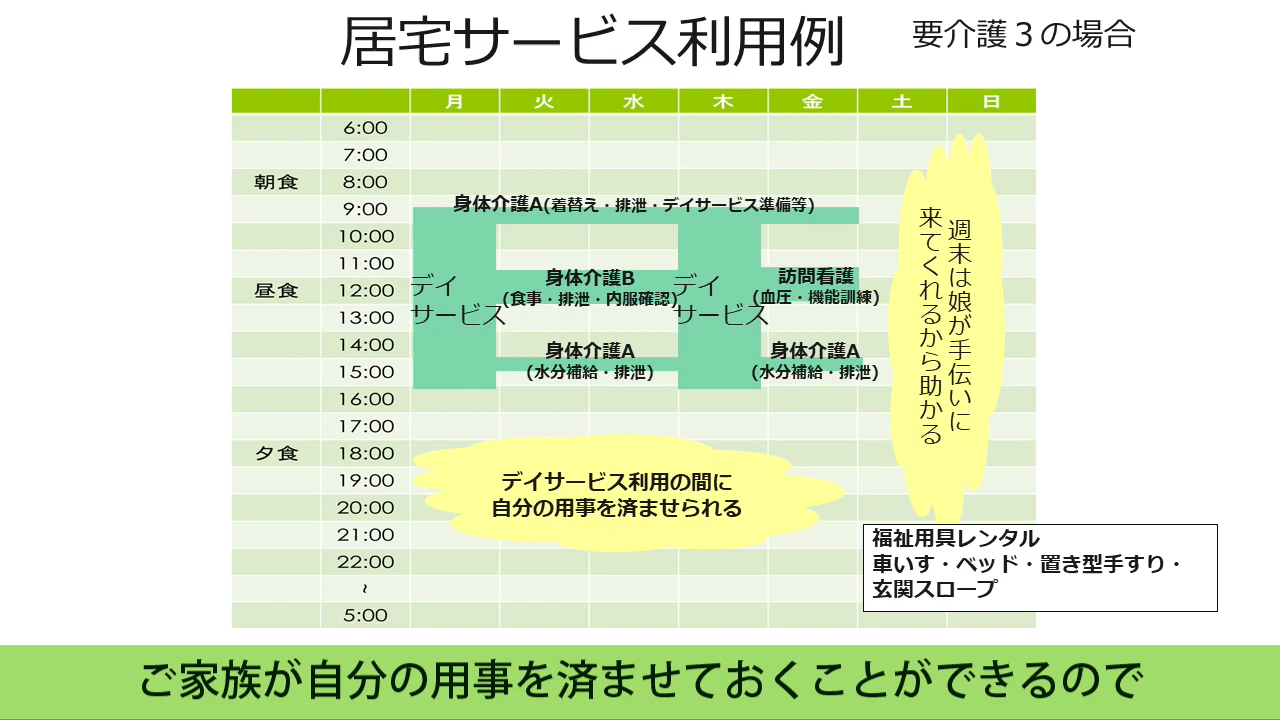 居宅サービス利用例
要介護３の場合
月 火 水 木 金 土 日
6:00
7:00
朝食 8:00
9:00
10:00
11:00
昼食 12:00
13:00
14:00
15:00
16:00
17:00
夕食 18:00
19:00
20:00
21:00
22:00
~
5:00
身体介護A(着替え・排泄・デイサービス準備等)
デイ
サービス
身体介護B
(食事・排泄・内服確認)
デイ
サービス
訪問看護
(血圧・機能訓練)
身体介護A
(水分補給・排泄)
身体介護A
(水分補給・排泄)
週末は娘が手伝いに
来てくれるから助かる
デイサービス利用の間に
自分の用事を済ませられる
福祉用具レンタル
車いす・ベッド・置き型手すり・
玄関スロープ
ご家族が自分の用事を済ませておくことができるので